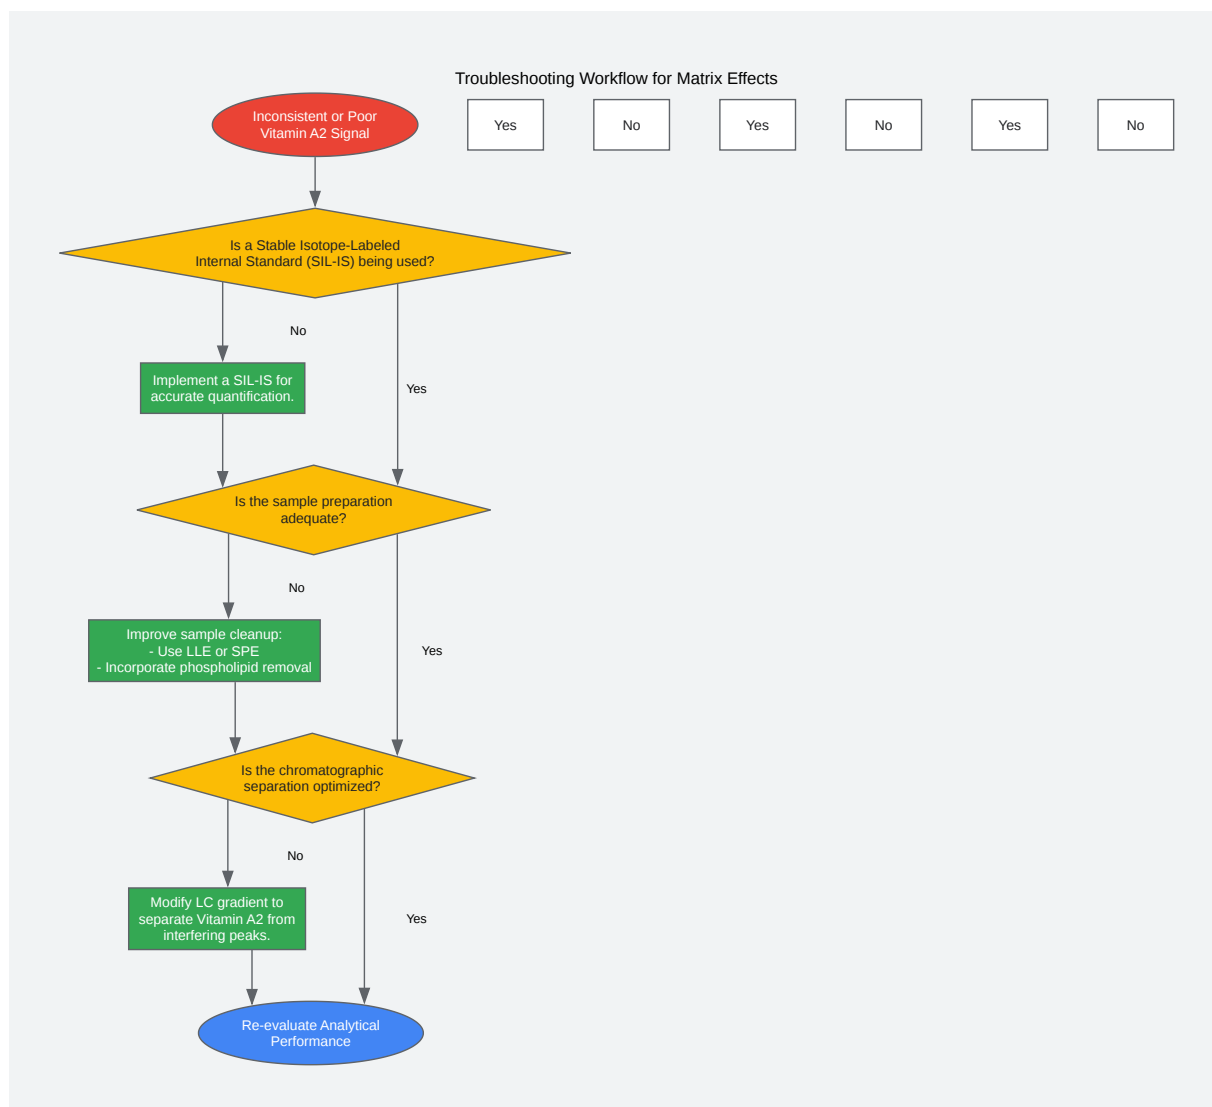 Troubleshooting Workflow for Matrix Effects
Inconsistent or Poor
Vitamin A2 Signal
Yes
No
Yes
No
Yes
No
Is a Stable Isotope-Labeled
Internal Standard (SIL-IS) being used?
No
Implement a SIL-IS for
accurate quantification.
Yes
Is the sample preparation
adequate?
No
Improve sample cleanup:
- Use LLE or SPE
- Incorporate phospholipid removal
Yes
Is the chromatographic
separation optimized?
No
Modify LC gradient to
separate Vitamin A2 from
interfering peaks.
Yes
Re-evaluate Analytical
Performance